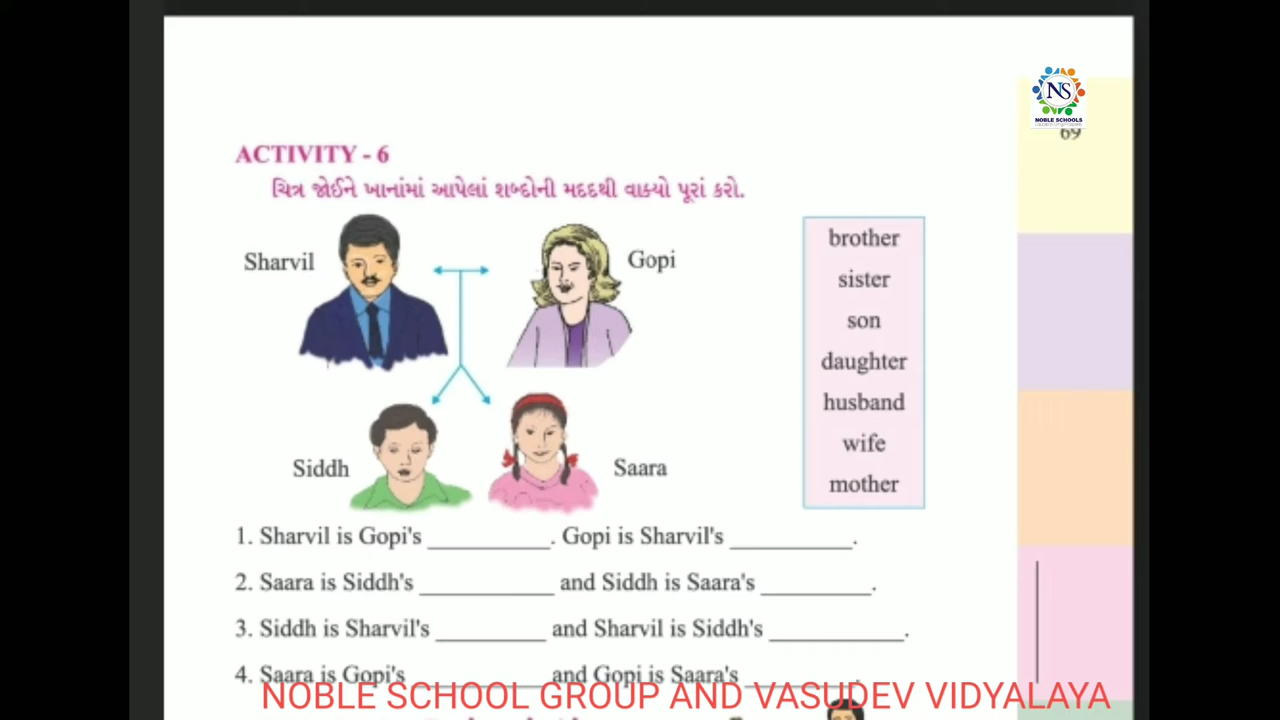 NS
NOBLE SCHOOLS
69
ACTIVITY - 6
ચિત્ર જોઈને ખાનાંમાં આપેલાં શબ્દોની મદદથી વાક્યો પૂરાં કરો.
Sharvil
Gopi
Siddh
Saara
brother
sister
son
daughter
husband
wife
mother
1. Sharvil is Gopi's __________. Gopi is Sharvil's __________.
2. Saara is Siddh's __________ and Siddh is Saara's __________.
3. Siddh is Sharvil's __________ and Sharvil is Siddh's __________.
4. Saara is Gopi's __________ and Gopi is Saara's __________.
NOBLE SCHOOL GROUP AND VASUDEV VIDYALAYA